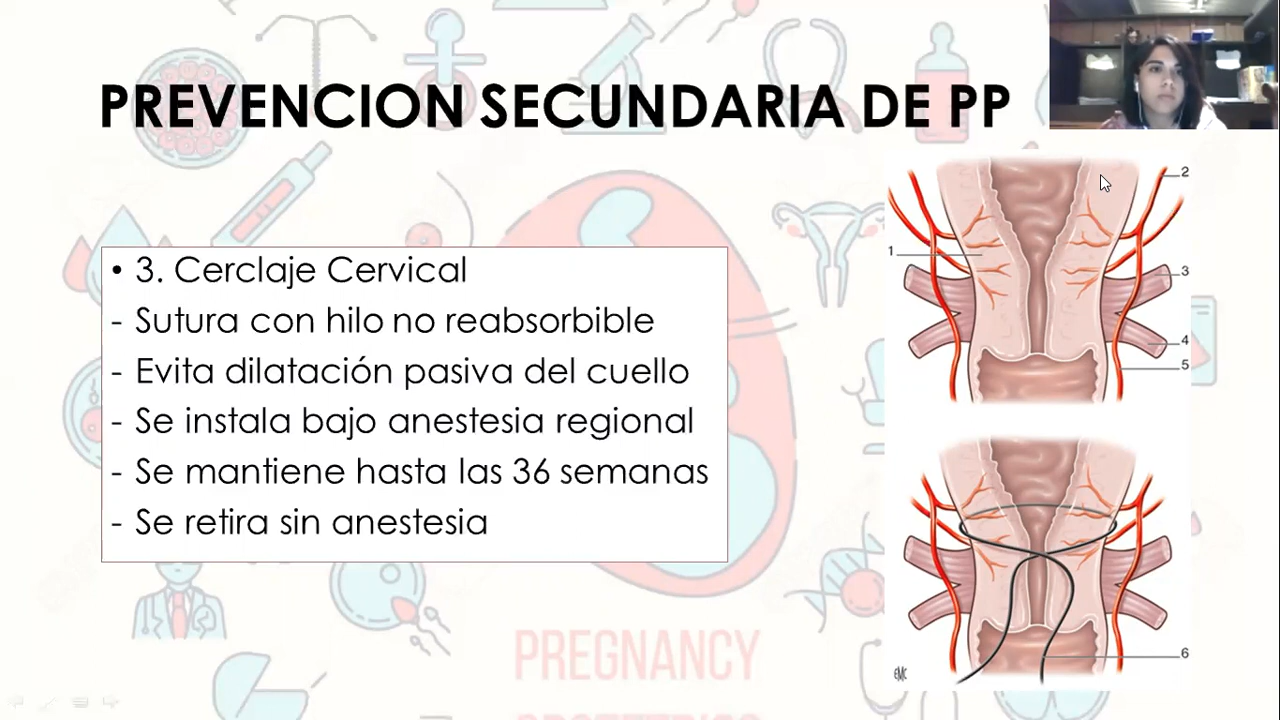 PREVENCION SECUNDARIA DE PP
• 3. Cerclaje Cervical
- Sutura con hilo no reabsorbible
- Evita dilatación pasiva del cuello
- Se instala bajo anestesia regional
- Se mantiene hasta las 36 semanas
- Se retira sin anestesia
1
2
3
4
5
6
EMC
PREGNANCY